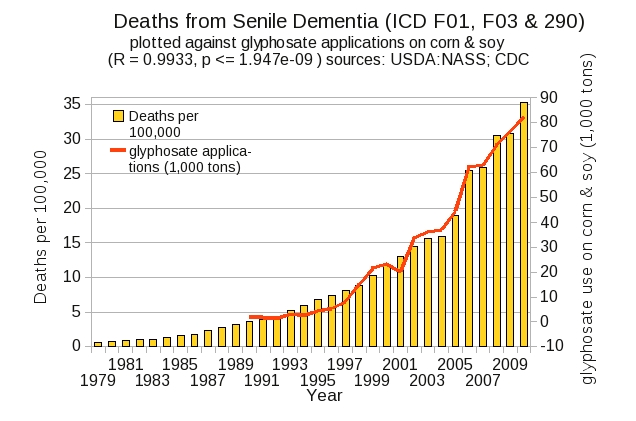 Deaths from Senile Dementia (ICD F01, F03 & 290)
plotted against glyphosate applications on corn & soy
(R = 0.9933, p <= 1.947e-09 ) sources: USDA:NASS; CDC
Deaths per 100,000
35
30
25
20
15
10
5
0
Deaths per
100,000
glyphosate applica-
tions (1,000 tons)
90
80
70
60
50
40
30
20
10
0
-10
glyphosate use on corn & soy (1,000 tons)
1981 1985 1989 1993 1997 2001 2005 2009
1979 1983 1987 1991 1995 1999 2003 2007
Year